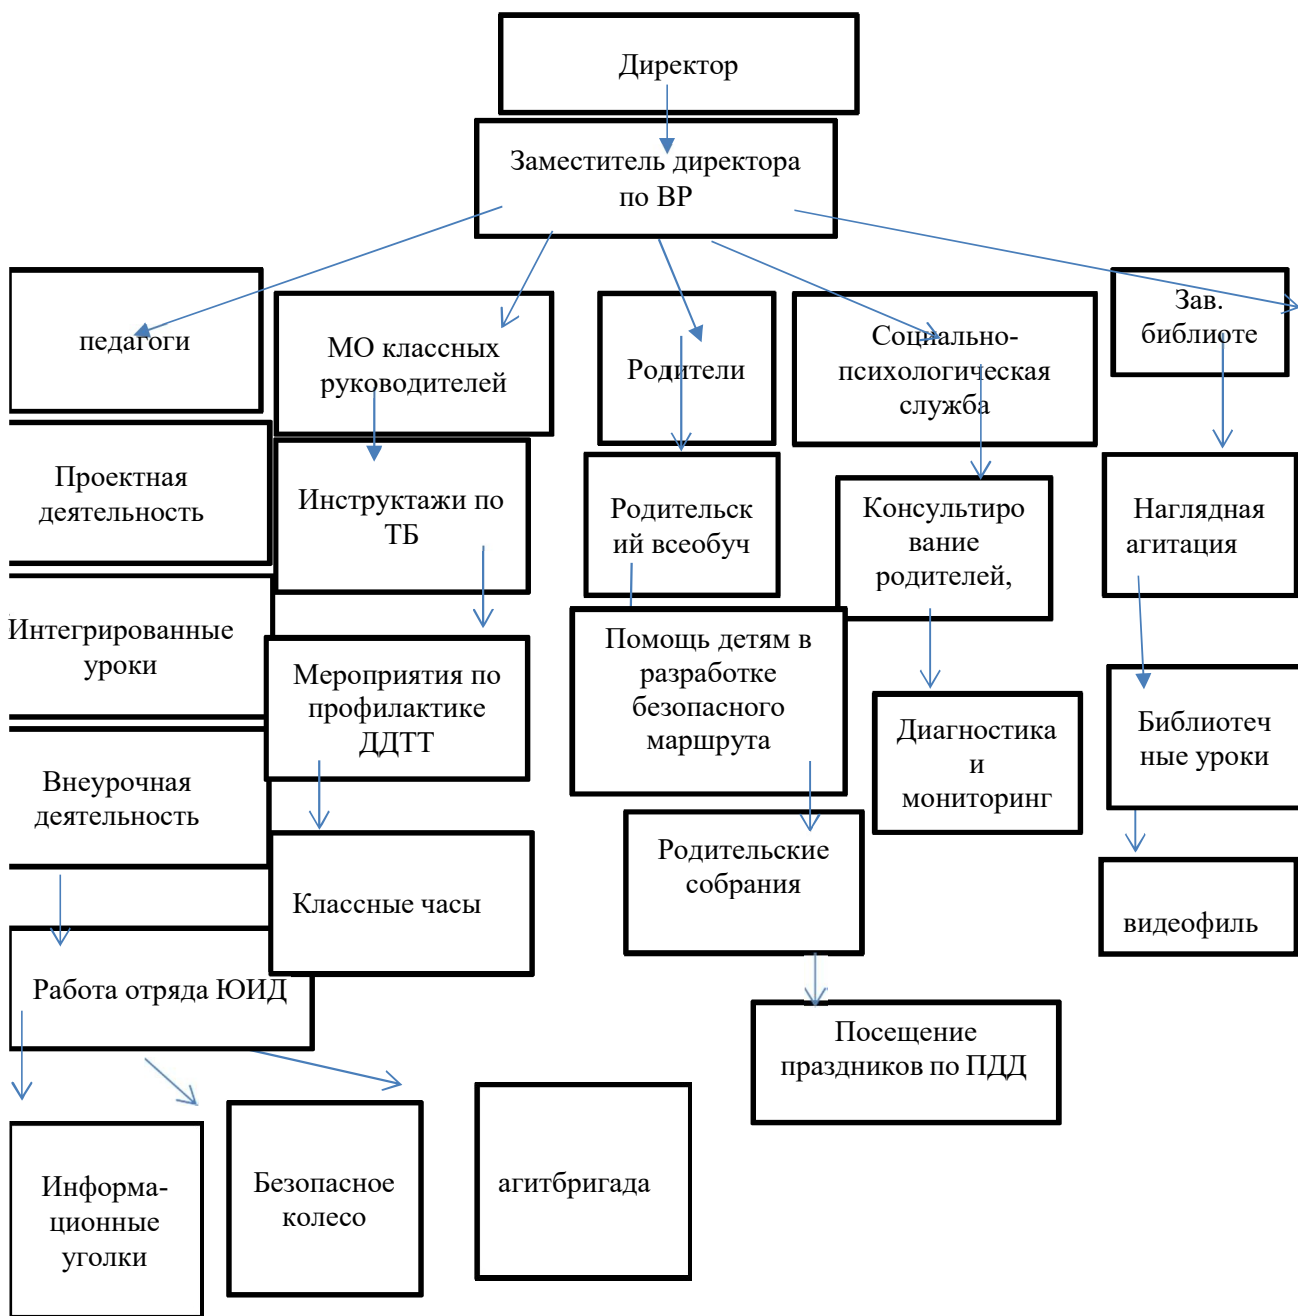 Директор
Заместитель директора
по ВР
педагоги
МО классных
руководителей
Родители
Социально-
психологическая
служба
Зав.
библиоте
Проектная
деятельность
Инструктажи по
ТБ
Родительск
ий всеобуч
Консультиро
вание
родителей,
Наглядная
агитация
Интегрированные
уроки
Мероприятия по
профилактике
ДДТТ
Помощь детям в
разработке
безопасного
маршрута
Диагностика
и
мониторинг
Библиотеч
ные уроки
Внеурочная
деятельность
Классные часы
Родительские
собрания
видеофиль
Работа отряда ЮИД
Посещение
праздников по ПДД
Информа-
ционные
уголки
Безопасное
колесо
агитбригада